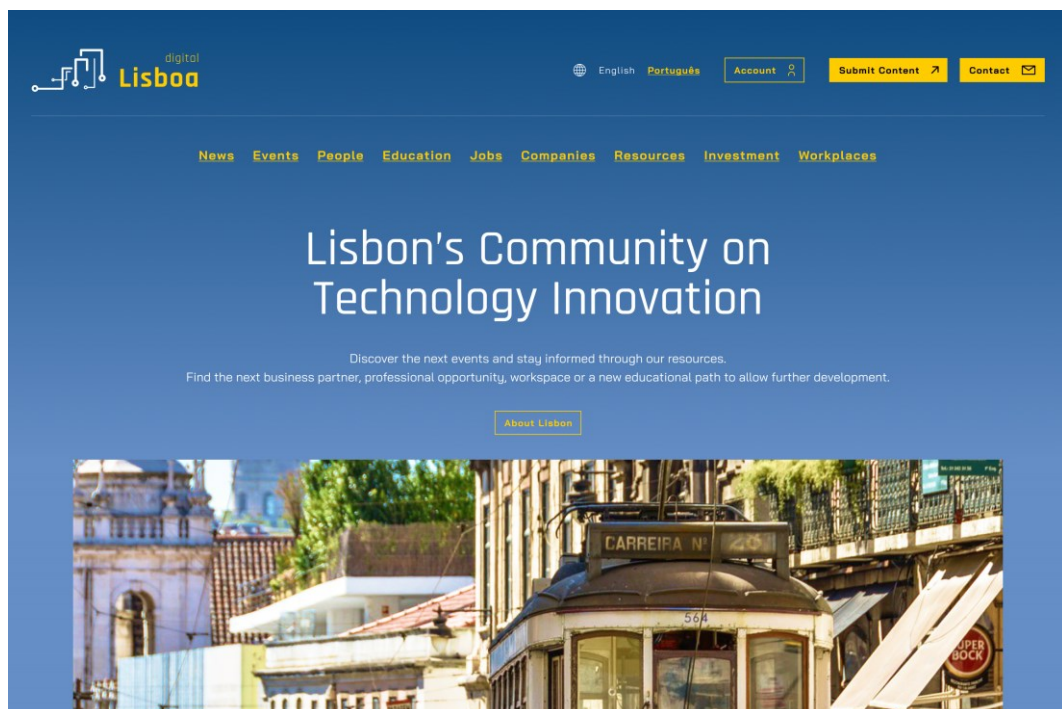 digital
Lisboa
English Português Account Submit Content Contact
News Events People Education Jobs Companies Resources Investment Workplaces
Lisbon's Community on
Technology Innovation
Discover the next events and stay informed through our resources.
Find the next business partner, professional opportunity, workspace or a new educational path to allow further development.
About Lisbon
CARREIRA Nº 28
564
SUPER
BOCK